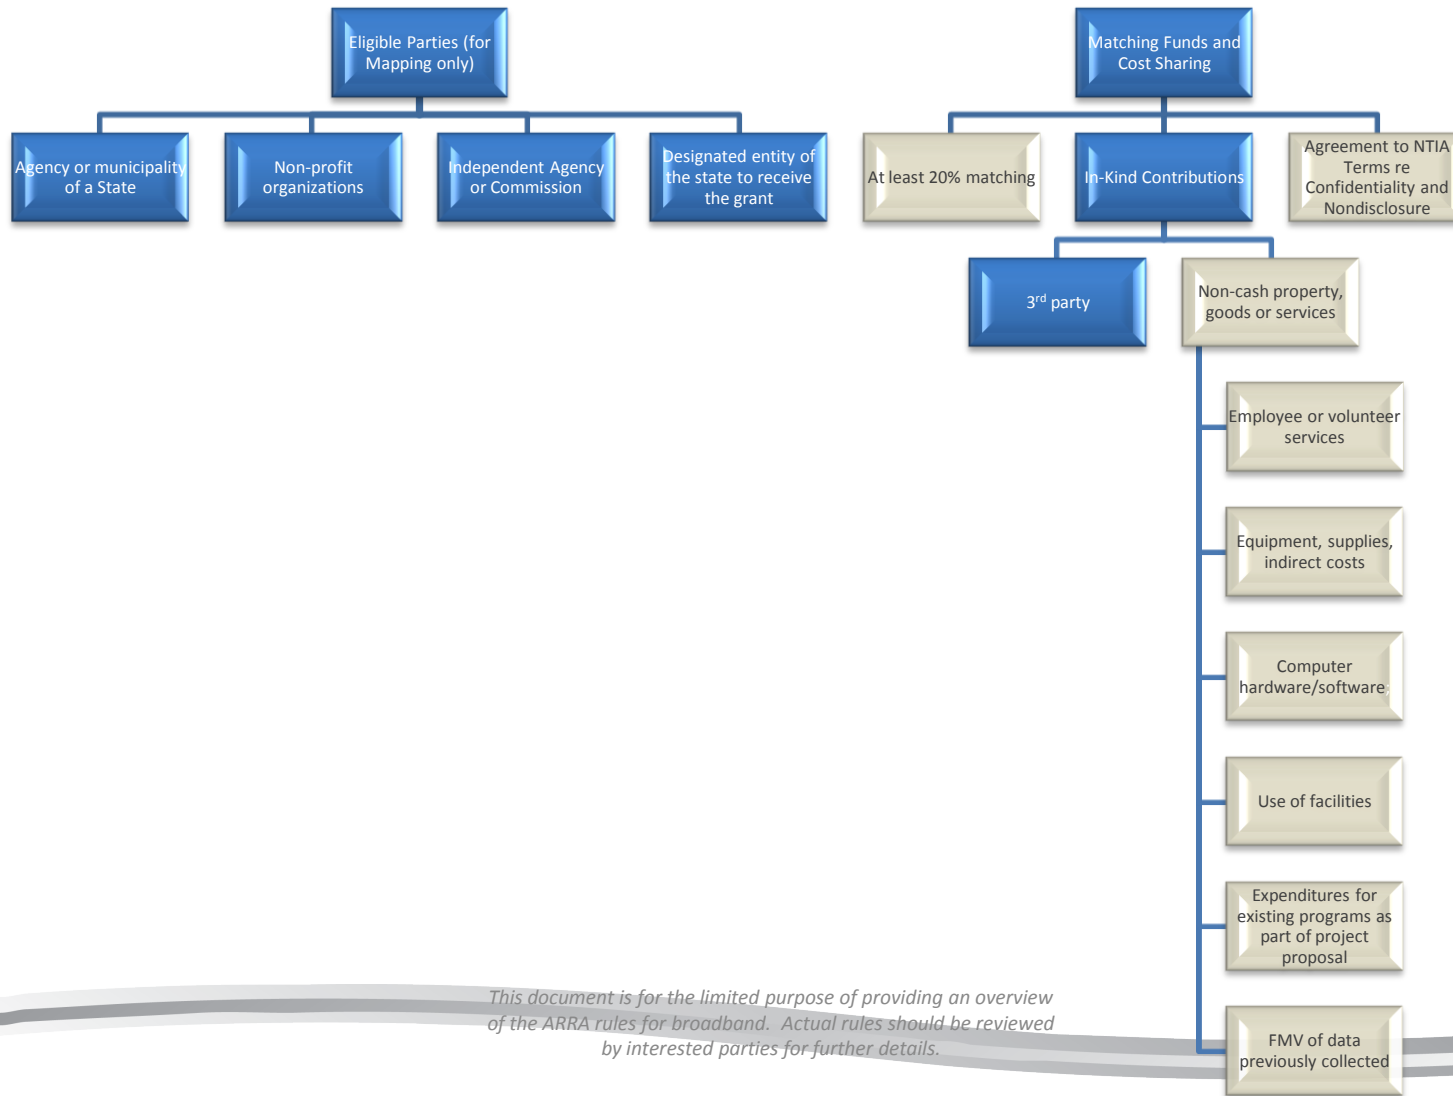 Eligible Parties (for
Mapping only)
Matching Funds and
Cost Sharing
Agency or municipality
of a State
Non-profit
organizations
Independent Agency
or Commission
Designated entity of
the state to receive
the grant
At least 20% matching
In-Kind Contributions
Agreement to NTIA
Terms re
Confidentiality and
Nondisclosure
3rd party
Non-cash property,
goods or services
Employee or volunteer
services
Equipment, supplies,
indirect costs
Computer
hardware/software;
Use of facilities
Expenditures for
existing programs as
part of project
proposal
FMV of data
previously collected
This document is for the limited purpose of providing an overview
of the ARRA rules for broadband. Actual rules should be reviewed
by interested parties for further details.